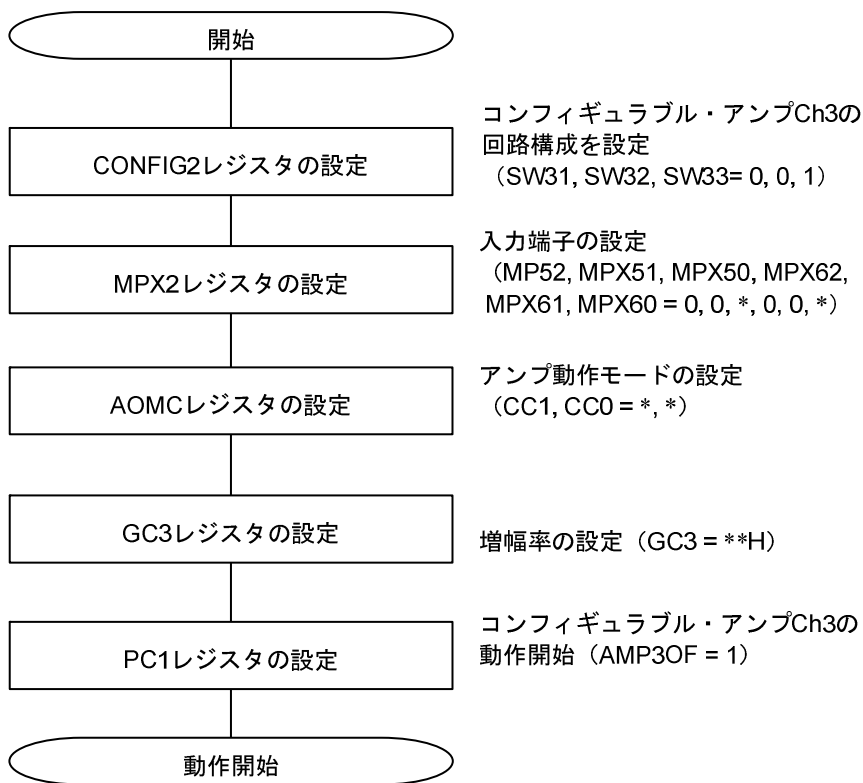 開始
コンフィギュラブル・アンプCh3の
回路構成を設定
（SW31, SW32, SW33= 0, 0, 1）
CONFIG2レジスタの設定
入力端子の設定
（MP52, MPX51, MPX50, MPX62,
MPX61, MPX60 = 0, 0, *, 0, 0, *）
MPX2レジスタの設定
アンプ動作モードの設定
（CC1, CC0 = *, *）
AOMCレジスタの設定
GC3レジスタの設定
増幅率の設定（GC3 = **H）
コンフィギュラブル・アンプCh3の
動作開始（AMP3OF = 1）
PC1レジスタの設定
動作開始